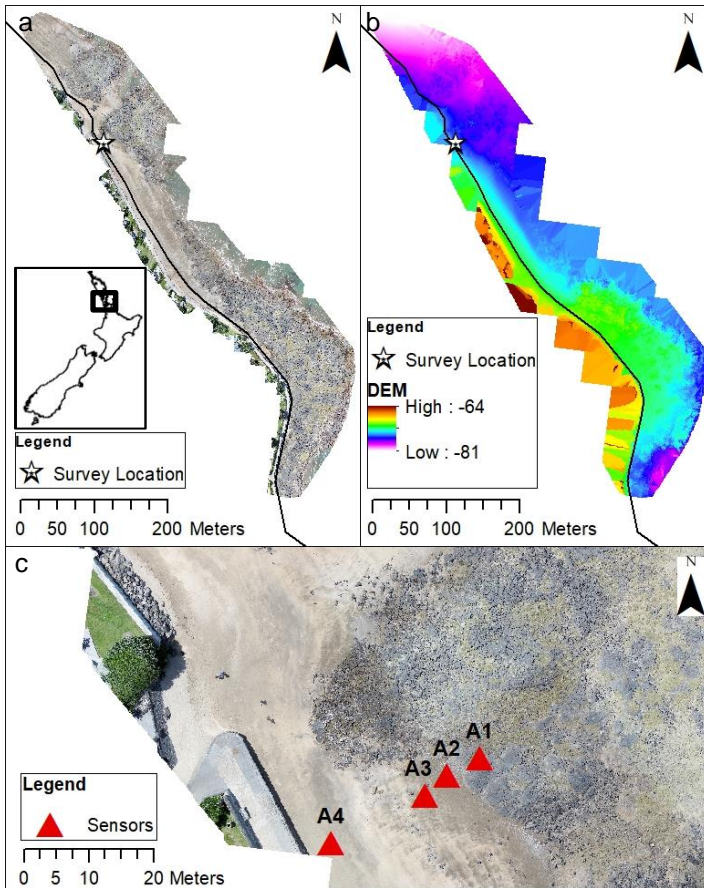 a
N
Legend
Survey Location
0 50 100 200 Meters
b
N
Legend
Survey Location
DEM
High : -64
Low : -81
0 50 100 200 Meters
c
N
A1
A2
A3
A4
Legend
Sensors
0 5 10 20 Meters